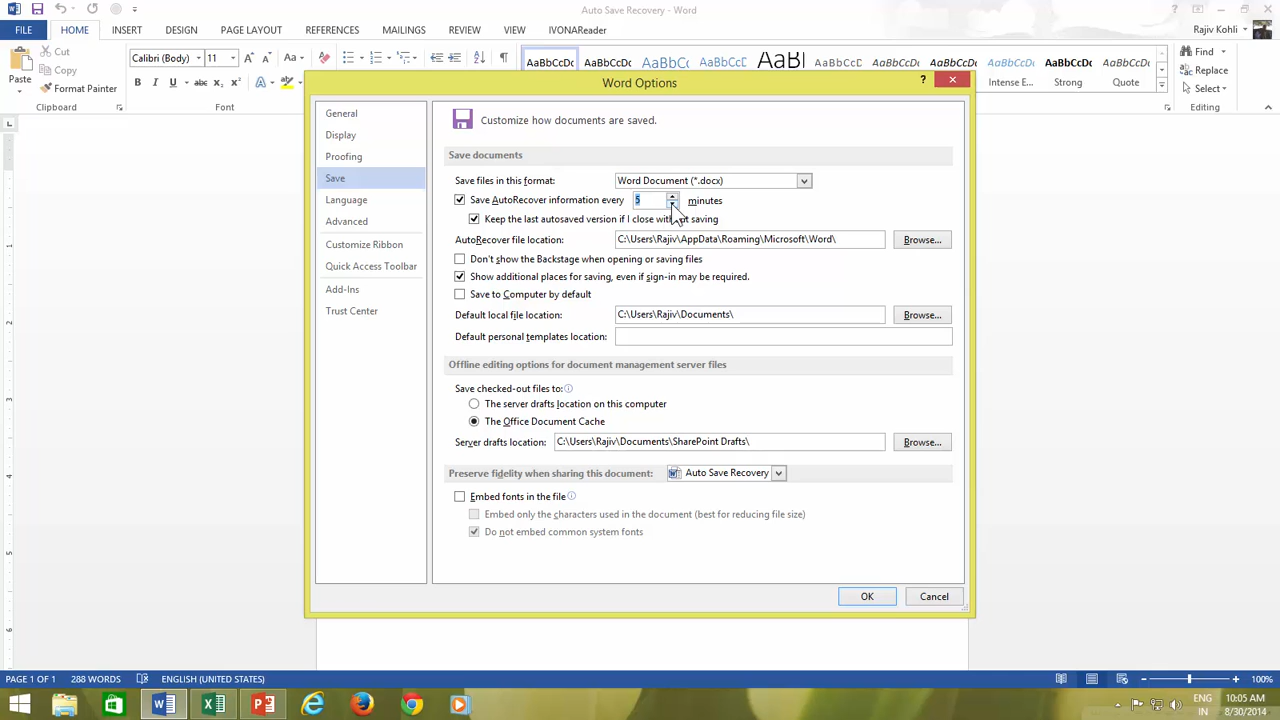 Auto Save Recovery - Word
FILE HOME INSERT DESIGN PAGE LAYOUT REFERENCES MAILINGS REVIEW VIEW IVONAReader Rajiv Kohli
Paste Cut Calibri (Body) 11 Aa AaBbCcDc AaBbCcDc AaBbC AaBbCcD AaBl AaBbCcD AaBbCcDc AaBbCcDc AaBbCcDc AaBbCcDc Find
Copy Replace
Format Painter B I U A ab Intense E... Strong Quote Select
Clipboard Font Editing
Word Options
General
Display
Proofing
Save
Language
Advanced
Customize Ribbon
Quick Access Toolbar
Add-Ins
Trust Center
Customize how documents are saved.
Save documents
Save files in this format: Word Document (*.docx)
Save AutoRecover information every 5 minutes
Keep the last autosaved version if I close without saving
AutoRecover file location: C:\Users\Rajiv\AppData\Roaming\Microsoft\Word\ Browse...
Don't show the Backstage when opening or saving files
Show additional places for saving, even if sign-in may be required.
Save to Computer by default
Default local file location: C:\Users\Rajiv\Documents\ Browse...
Default personal templates location:
Offline editing options for document management server files
Save checked-out files to:
The server drafts location on this computer
The Office Document Cache
Server drafts location: C:\Users\Rajiv\Documents\SharePoint Drafts\ Browse...
Preserve fidelity when sharing this document: Auto Save Recovery
Embed fonts in the file
Embed only the characters used in the document (best for reducing file size)
Do not embed common system fonts
OK Cancel
PAGE 1 OF 1 288 WORDS ENGLISH (UNITED STATES) 100%
ENG 10:05 AM
IN 8/30/2014